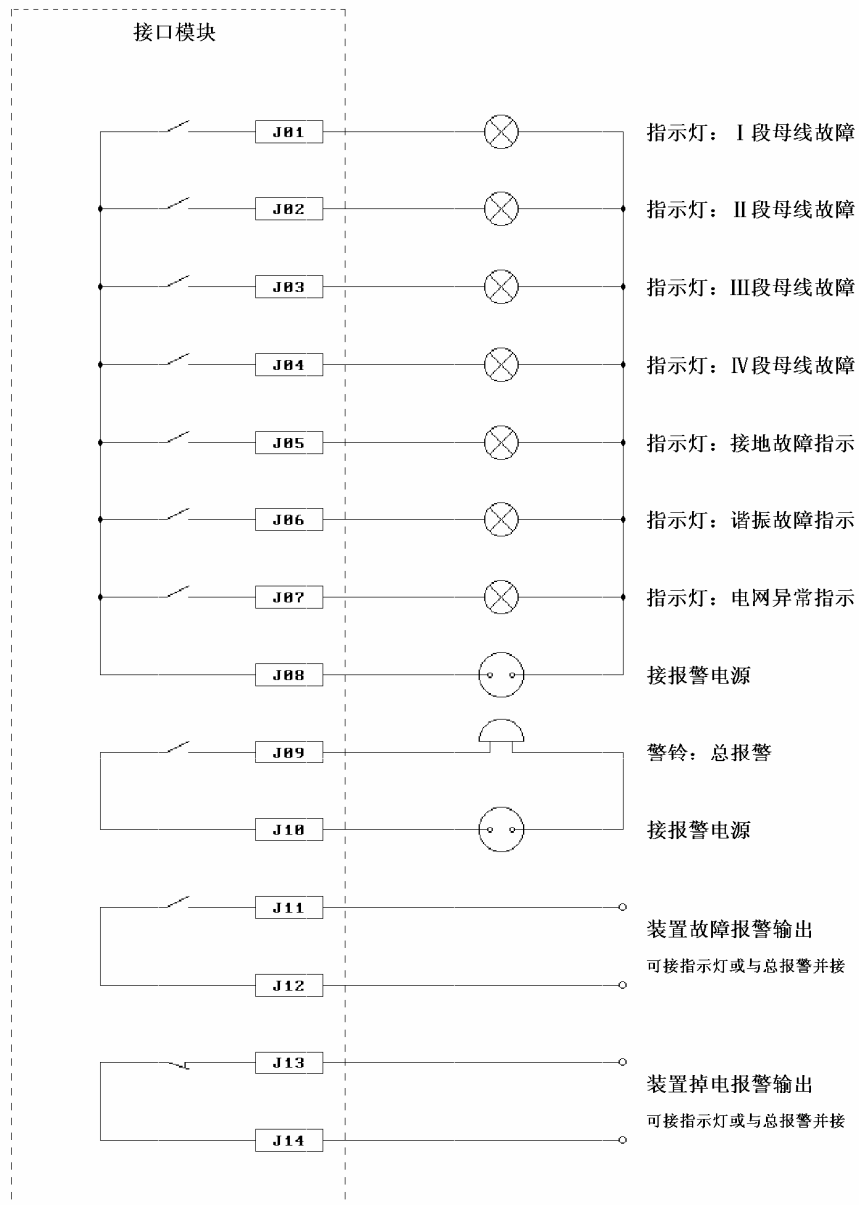 接口模块
J01
指示灯：Ⅰ段母线故障
J02
指示灯：Ⅱ段母线故障
J03
指示灯：Ⅲ段母线故障
J04
指示灯：Ⅳ段母线故障
J05
指示灯：接地故障指示
J06
指示灯：谐振故障指示
J07
指示灯：电网异常指示
J08
接报警电源
J09
警铃：总报警
J10
接报警电源
J11
装置故障报警输出
可接指示灯或与总报警并接
J12
J13
装置掉电报警输出
可接指示灯或与总报警并接
J14